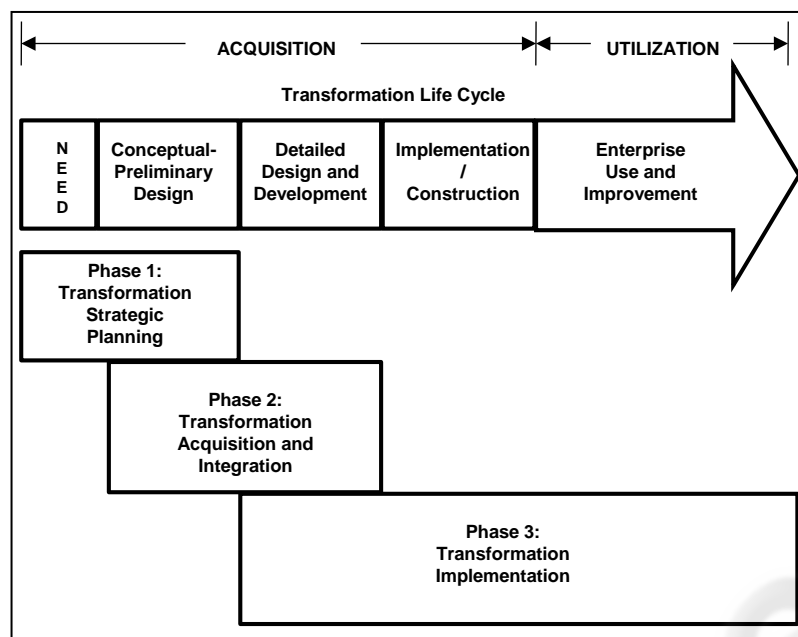 ACQUISITION
UTILIZATION
Transformation Life Cycle
N
E
E
D
Conceptual-
Preliminary
Design
Detailed
Design and
Development
Implementation
/
Construction
Enterprise
Use and
Improvement
Phase 1:
Transformation
Strategic
Planning
Phase 2:
Transformation
Acquisition and
Integration
Phase 3:
Transformation
Implementation